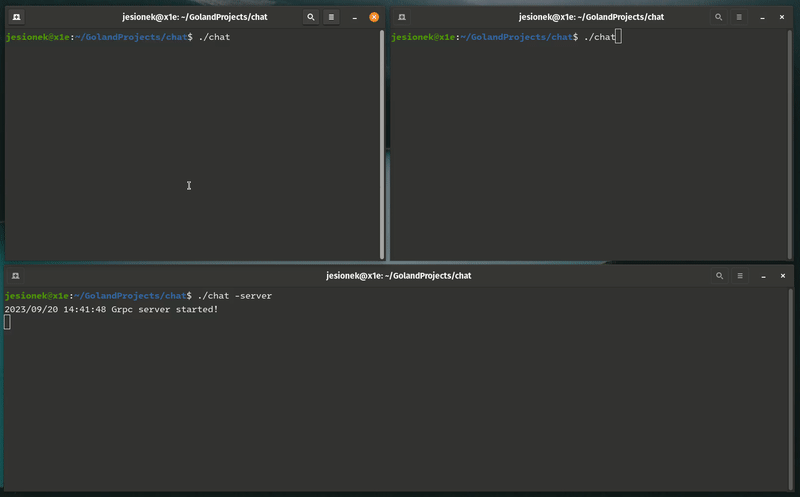 jesionek@x1e: ~/GolandProjects/chat
jesionek@x1e:~/GolandProjects/chat$ ./chat
jesionek@x1e: ~/GolandProjects/chat
jesionek@x1e:~/GolandProjects/chat$ ./chat
jesionek@x1e: ~/GolandProjects/chat
jesionek@x1e:~/GolandProjects/chat$ ./chat -server
2023/09/20 14:41:48 Grpc server started!